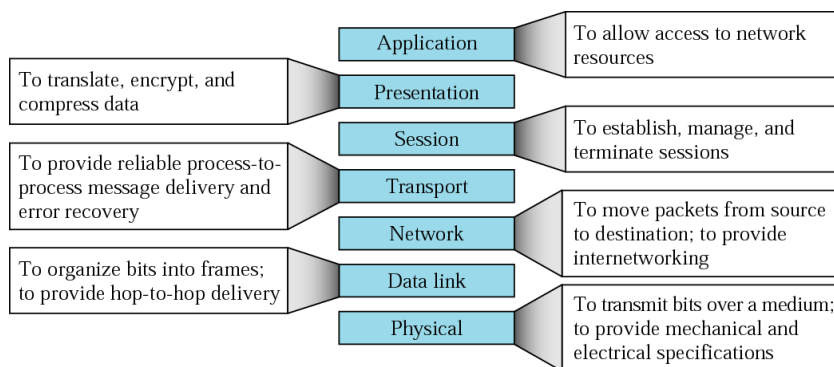 Application
To allow access to network
resources
To translate, encrypt, and
compress data
Presentation
Session
To establish, manage, and
terminate sessions
To provide reliable process-to-
process message delivery and
error recovery
Transport
Network
To move packets from source
to destination; to provide
internetworking
To organize bits into frames;
to provide hop-to-hop delivery
Data link
Physical
To transmit bits over a medium;
to provide mechanical and
electrical specifications